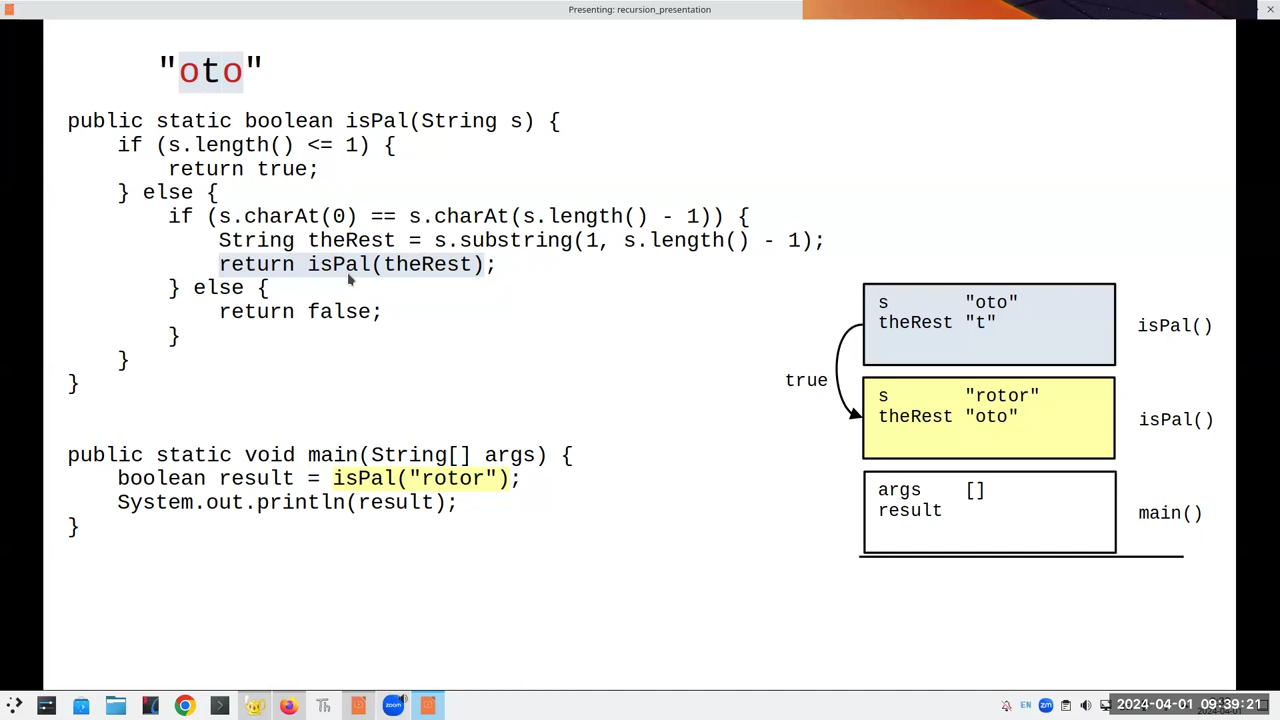 Presenting: recursion_presentation
"oto"
public static boolean isPal(String s) {
if (s.length() <= 1) {
return true;
} else {
if (s.charAt(0) == s.charAt(s.length() - 1)) {
String theRest = s.substring(1, s.length() - 1);
return isPal(theRest);
} else {
return false;
}
}
}
public static void main(String[] args) {
boolean result = isPal("rotor");
System.out.println(result);
}
s "oto"
theRest "t"
isPal()
true
s "rotor"
theRest "oto"
isPal()
args []
result
main()
Th
zoom
EN
zm
2024-04-01 09:39:21